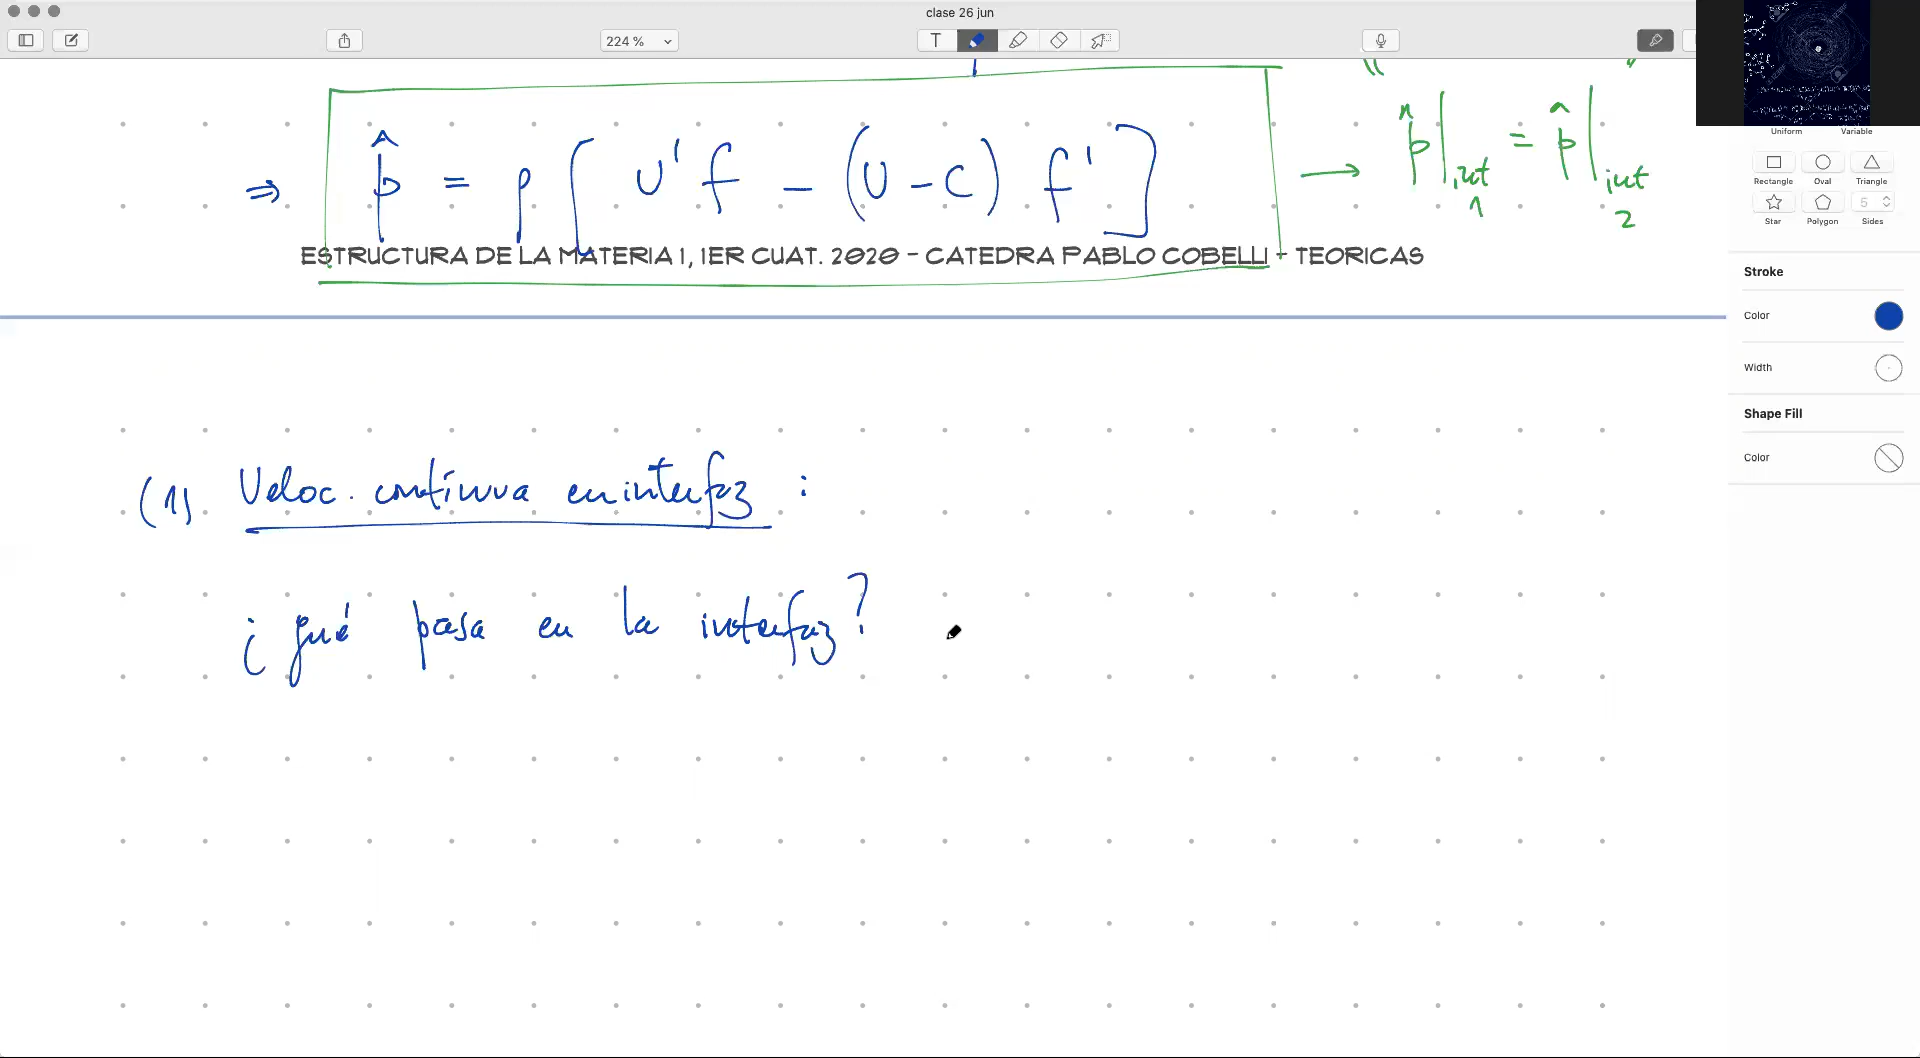 clase 26 jun
224 %
T
Uniform Variable
Rectangle Oval Triangle
5
Star Polygon Sides
Stroke
Color
Width
Shape Fill
Color
⇒ p̂ = ρ [ U' f - (U - c) f' ] → p̂|int 1 = p̂|int 2
ESTRUCTURA DE LA MATERIA 1, 1ER CUAT. 2020 - CATEDRA PABLO COBELLI - TEORICAS
(1) Veloc. contínua en interfaz :
¿ qué pasa en la interfaz?